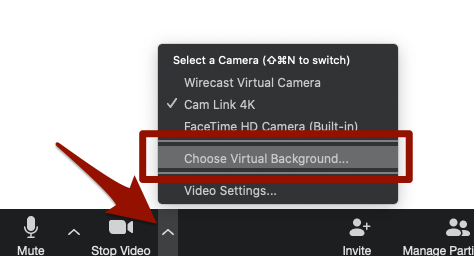 Select a Camera (⇧⌘N to switch)
Wirecast Virtual Camera
✓ Cam Link 4K
FaceTime HD Camera (Built-in)
Choose Virtual Background...
Video Settings...
Mute
Stop Video
Invite
Manage Parti